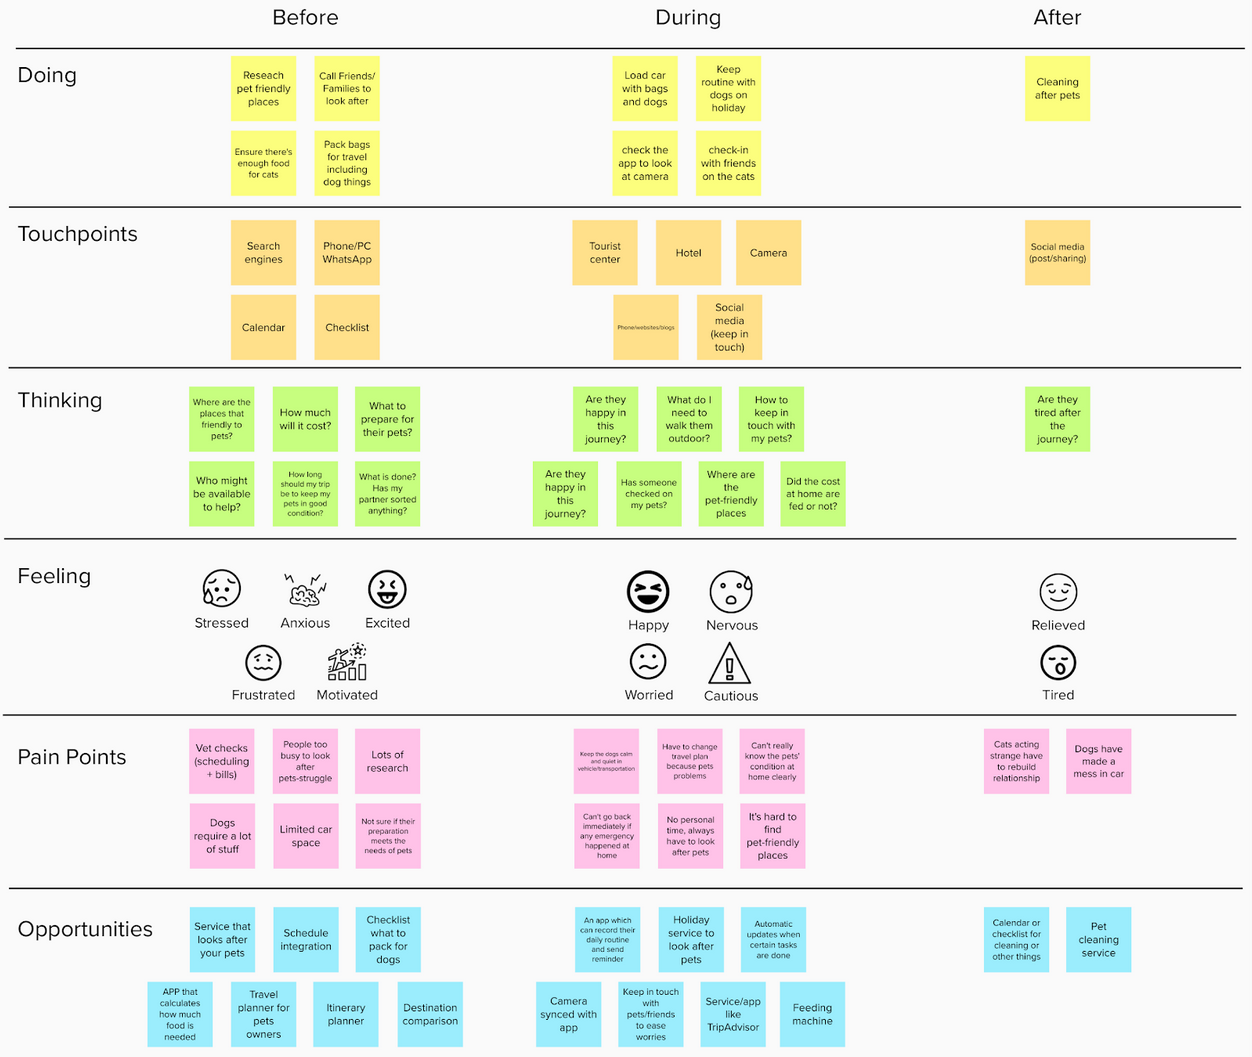 Before
During
After
Doing
Reseach
pet friendly
places
Call Friends/
Families to
look after
Load car
with bags
and dogs
Keep
routine with
dogs on
holiday
Cleaning
after pets
Ensure there's
enough food
for cats
Pack bags
for travel
including
dog things
check the
app to look
at camera
check-in
with friends
on the cats
Touchpoints
Search
engines
Phone/PC
WhatsApp
Tourist
center
Hotel
Camera
Social media
(post/sharing)
Calendar
Checklist
Phone/websites/blogs
Social
media
(keep in
touch)
Thinking
Where are the
places that
friendly to
pets?
How much
will it cost?
What to
prepare for
their pets?
Are they
happy in
this
journey?
What do I
need to
walk them
outdoor?
How to
keep in
touch with
my pets?
Are they
tired after
the
journey?
Who might
be available
to help?
How long
should my trip
be to keep my
pets in good
condition?
What is done?
Has my
partner sorted
anything?
Are they
happy in
this
journey?
Has someone
checked on
my pets?
Where are
the
pet-friendly
places
Did the cost
at home are
fed or not?
Feeling
Stressed
Anxious
Excited
Happy
Nervous
Relieved
Frustrated
Motivated
Worried
Cautious
Tired
Pain Points
Vet checks
(scheduling
+ bills)
People too
busy to look
after
pets-struggle
Lots of
research
Keep the dogs calm
and quiet in
vehicle/transportation
Have to change
travel plan
because pets
problems
Can't really
know the pets'
condition at
home clearly
Cats acting
strange have
to rebuild
relationship
Dogs have
made a
mess in car
Dogs
require a lot
of stuff
Limited car
space
Not sure if their
preparation
meets the
needs of pets
Can't go back
immediately if
any emergency
happened at
home
No personal
time, always
have to look
after pets
It's hard to
find
pet-friendly
places
Opportunities
Service that
looks after
your pets
Schedule
integration
Checklist
what to
pack for
dogs
An app which
can record their
daily routine
and send
reminder
Holiday
service to
look after
pets
Automatic
updates when
certain tasks
are done
Calendar or
checklist for
cleaning or
other things
Pet
cleaning
service
APP that
calculates
how much
food is
needed
Travel
planner for
pets
owners
Itinerary
planner
Destination
comparison
Camera
synced with
app
Keep in touch
with
pets/friends
to ease
worries
Service/app
like
TripAdvisor
Feeding
machine